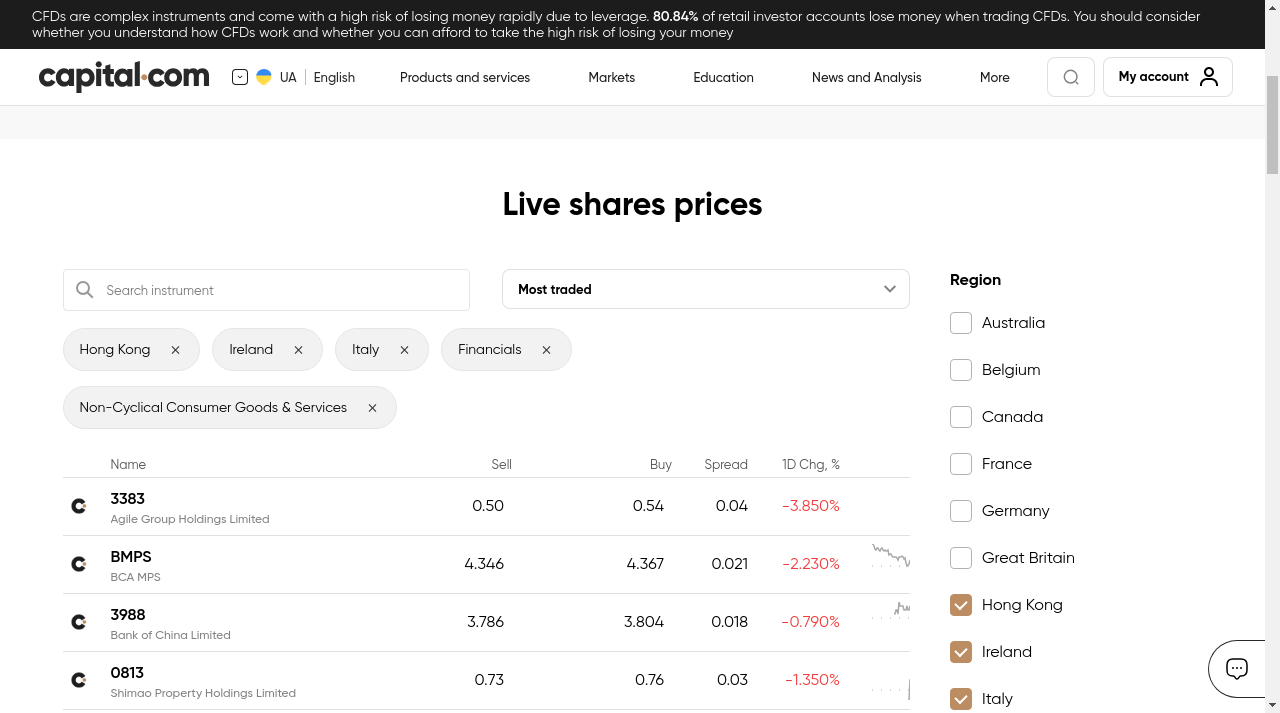 CFDs are complex instruments and come with a high risk of losing money rapidly due to leverage. 80.84% of retail investor accounts lose money when trading CFDs. You should consider
whether you understand how CFDs work and whether you can afford to take the high risk of losing your money
capital.com
UA
English
Products and services
Markets
Education
News and Analysis
More
My account
Live shares prices
Search instrument
Most traded
Hong Kong
Ireland
Italy
Financials
Non-Cyclical Consumer Goods & Services
Name Sell Buy Spread 1D Chg, %
3383 0.50 0.54 0.04 -3.850%
Agile Group Holdings Limited
BMPS 4.346 4.367 0.021 -2.230%
BCA MPS
3988 3.786 3.804 0.018 -0.790%
Bank of China Limited
0813 0.73 0.76 0.03 -1.350%
Shimao Property Holdings Limited
Region
Australia
Belgium
Canada
France
Germany
Great Britain
Hong Kong
Ireland
Italy